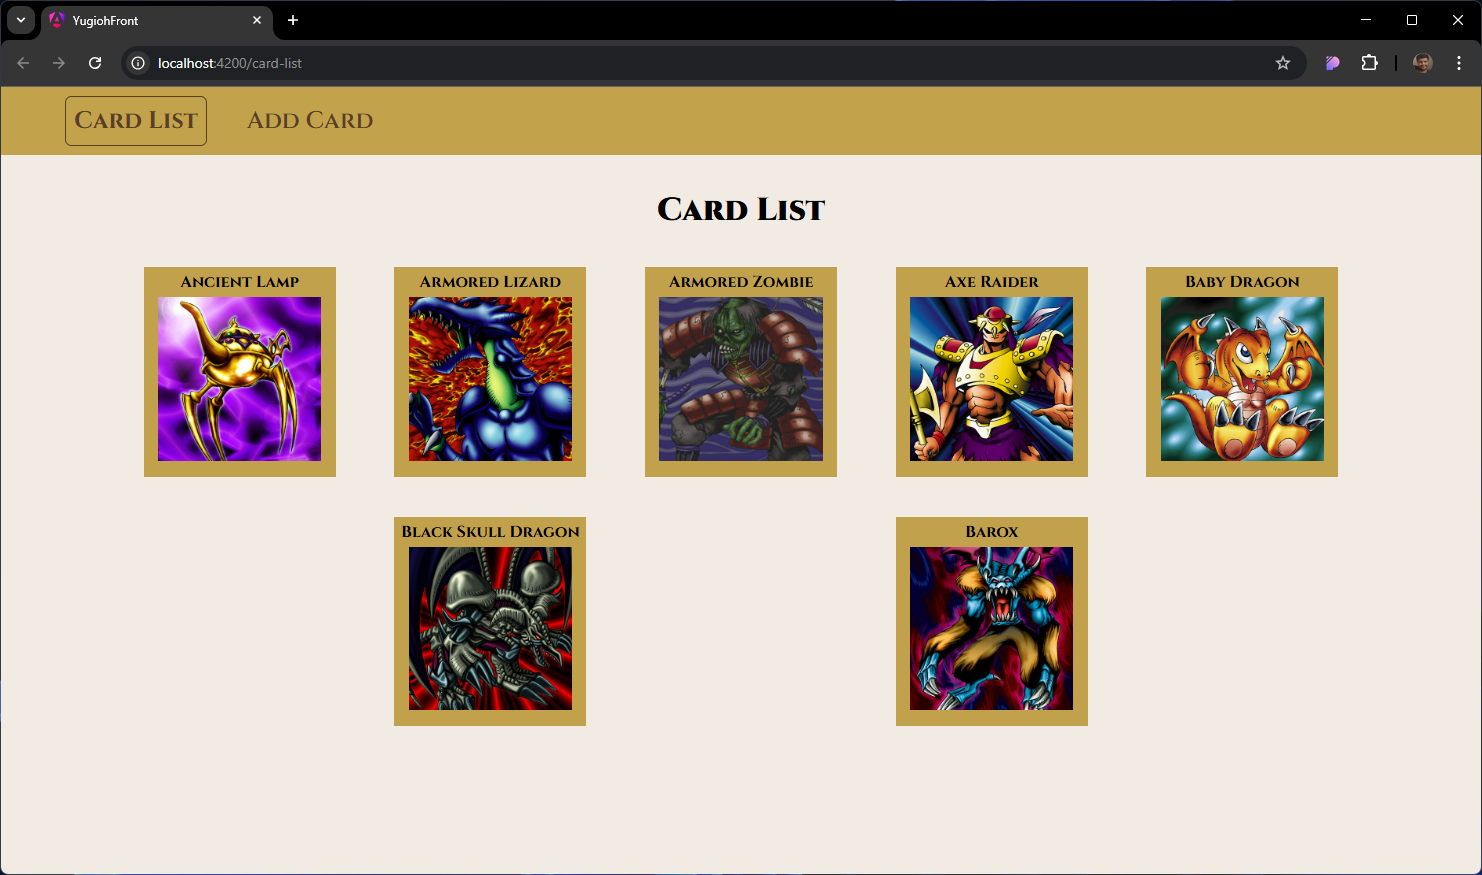 YugiohFront
localhost:4200/card-list
Card List
Add Card
Card List
Ancient Lamp
Armored Lizard
Armored Zombie
Axe Raider
Baby Dragon
Black Skull Dragon
Barox